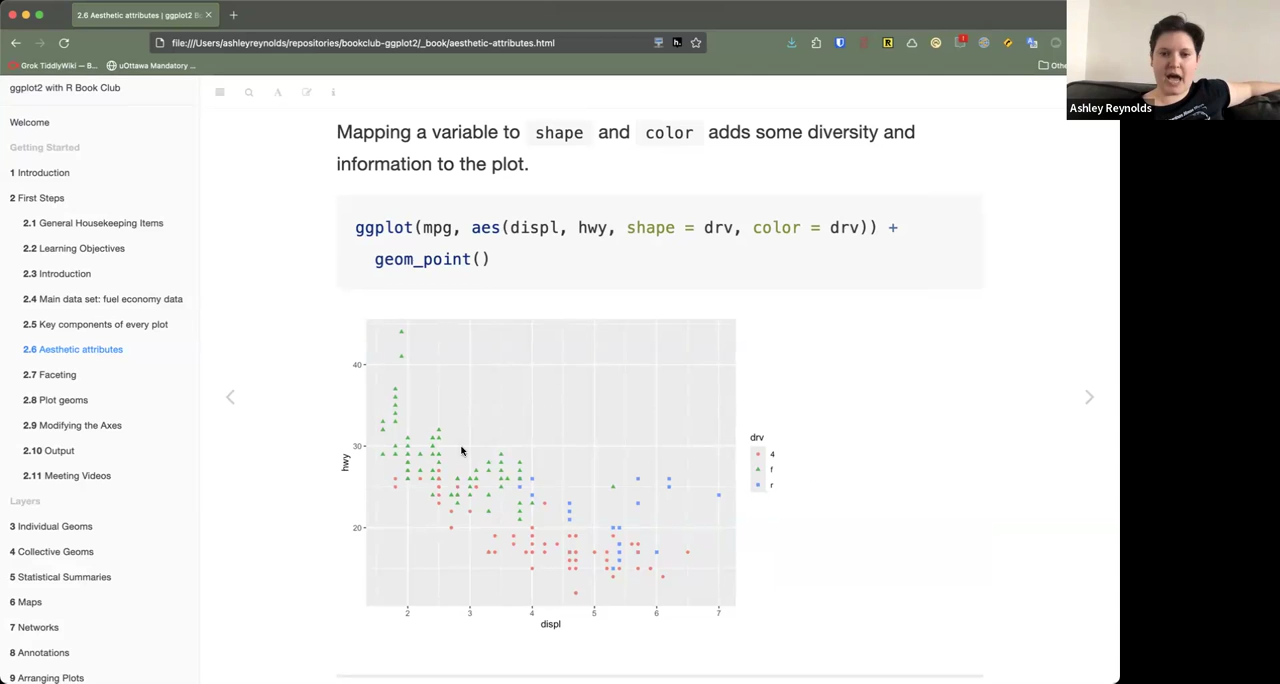 2.6 Aesthetic attributes | ggplot2 B
file:///Users/ashleyreynolds/repositories/bookclub-ggplot2/_book/aesthetic-attributes.html
Grok TiddlyWiki — B...
uOttawa Mandatory ...
Othe
Ashley Reynolds
ggplot2 with R Book Club
Welcome
Getting Started
1 Introduction
2 First Steps
2.1 General Housekeeping Items
2.2 Learning Objectives
2.3 Introduction
2.4 Main data set: fuel economy data
2.5 Key components of every plot
2.6 Aesthetic attributes
2.7 Faceting
2.8 Plot geoms
2.9 Modifying the Axes
2.10 Output
2.11 Meeting Videos
Layers
3 Individual Geoms
4 Collective Geoms
5 Statistical Summaries
6 Maps
7 Networks
8 Annotations
9 Arranging Plots
Mapping a variable to shape and color adds some diversity and
information to the plot.
ggplot(mpg, aes(displ, hwy, shape = drv, color = drv)) +
geom_point()
40
30
20
hwy
2 3 4 5 6 7
displ
drv
4
f
r